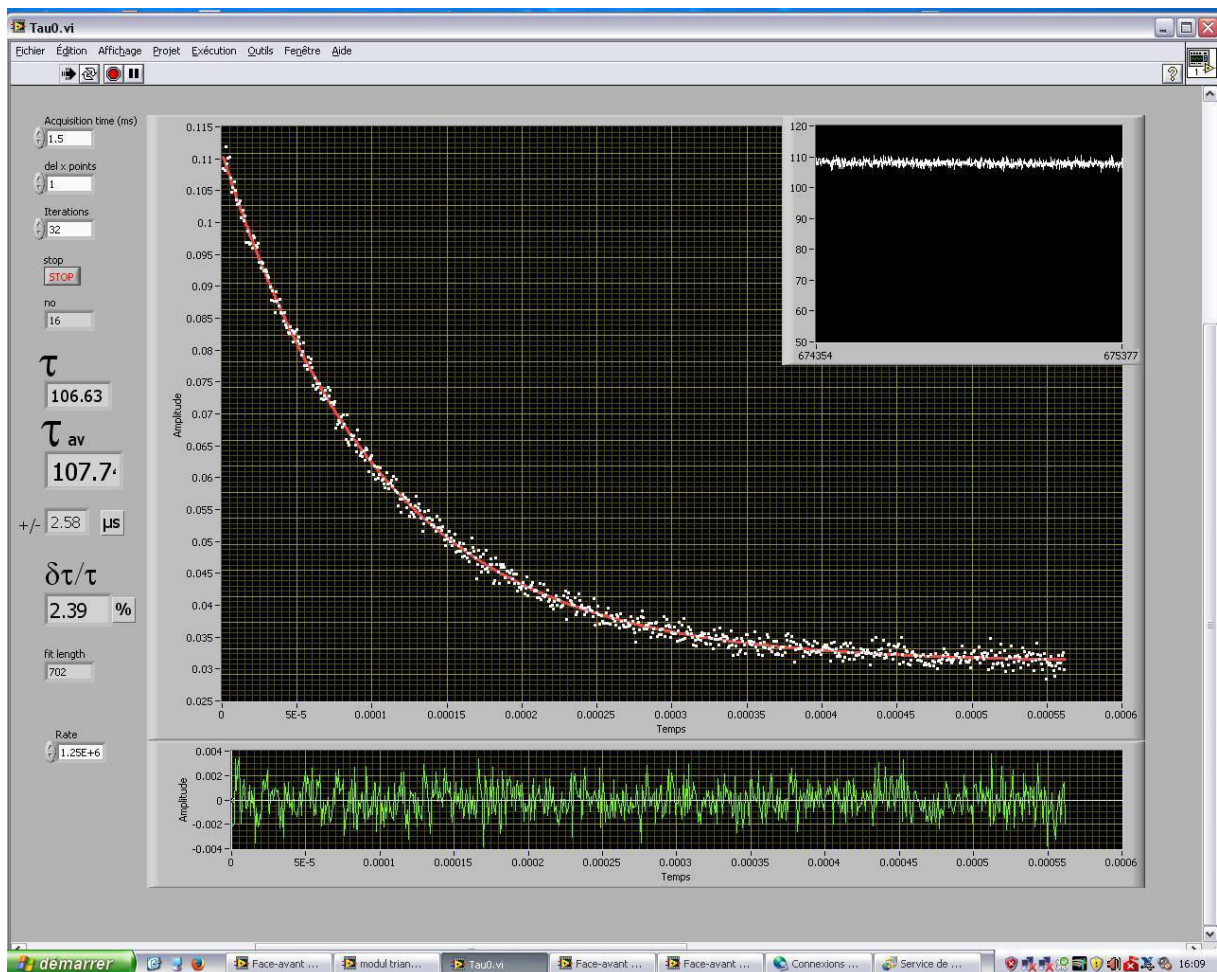 Tau0.vi
Fichier Édition Affichage Projet Exécution Outils Fenêtre Aide
1
Acquisition time (ms)
1.5
del x points
1
Iterations
32
stop
STOP
no
16
τ
106.63
τ av
107.74
+/- 2.58 µs
δτ/τ
2.39 %
fit length
702
Rate
1.25E+6
0.115
0.11
0.105
0.1
0.095
0.09
0.085
0.08
0.075
0.07
0.065
0.06
0.055
0.05
0.045
0.04
0.035
0.03
0.025
Amplitude
0 5E-5 0.0001 0.00015 0.0002 0.00025 0.0003 0.00035 0.0004 0.00045 0.0005 0.00055 0.0006
Temps
120
110
100
90
80
70
60
50
674354 675377
0.004
0.002
0
-0.002
-0.004
Amplitude
0 5E-5 0.0001 0.00015 0.0002 0.00025 0.0003 0.00035 0.0004 0.00045 0.0005 0.00055 0.0006
Temps
démarrer Face-avant ... modul trian... Tau0.vi Face-avant ... Face-avant ... Connexions ... Service de ... 16:09